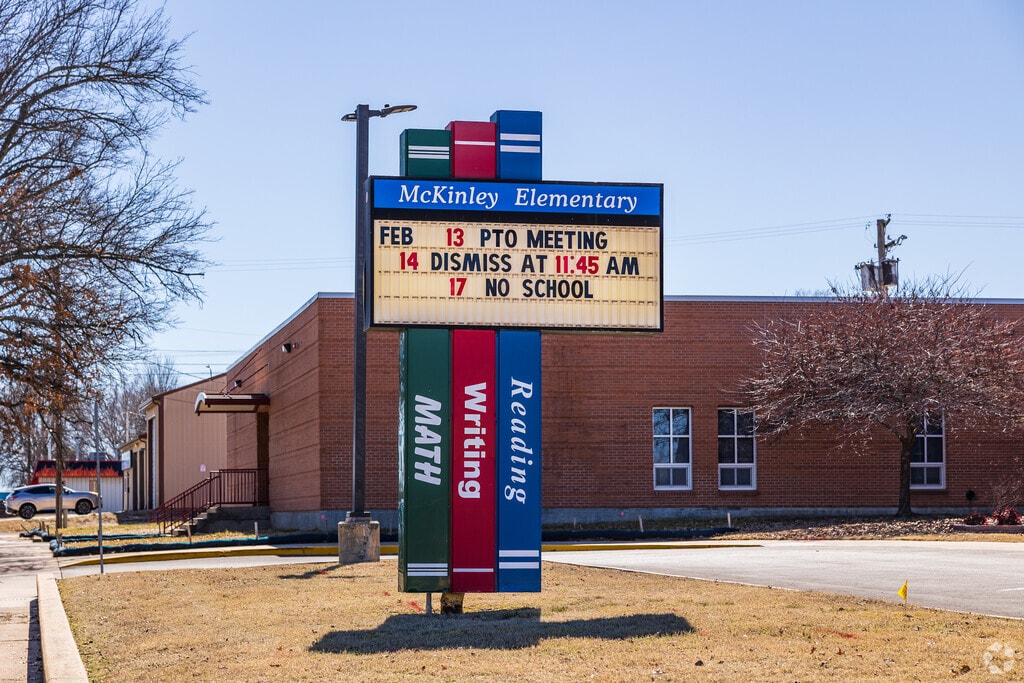 McKinley Elementary
FEB 13 PTO MEETING
14 DISMISS AT 11:45 AM
17 NO SCHOOL
MATH
Writing
Reading